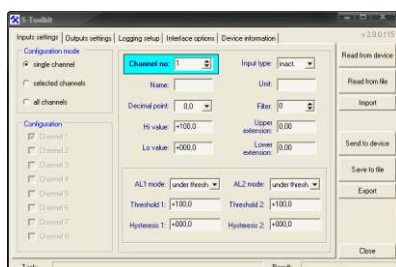 S-Toolkit
Inputs settings Outputs settings Logging setup Interface options Device information v 2.0.0.115
Configuration mode
single channel
selected channels
all channels
Channel no: 1 Input type: inact.
Name: Unit:
Decimal point: 0,0 Filter: 0
Hi value: +100,0 Upper extension: 0,00
Lo value: +000,0 Lower extension: 0,00
Configuration
Channel 1
Channel 2
Channel 3
Channel 4
Channel 5
Channel 6
Channel 7
Channel 8
AL1 mode: under thresh. AL2 mode: under thresh.
Threshold 1: +100,0 Threshold 2: +100,0
Hysteresis 1: +000,0 Hysteresis 2: +000,0
Read from device
Read from file
Import
Send to device
Save to file
Export
Close
Task: Result: